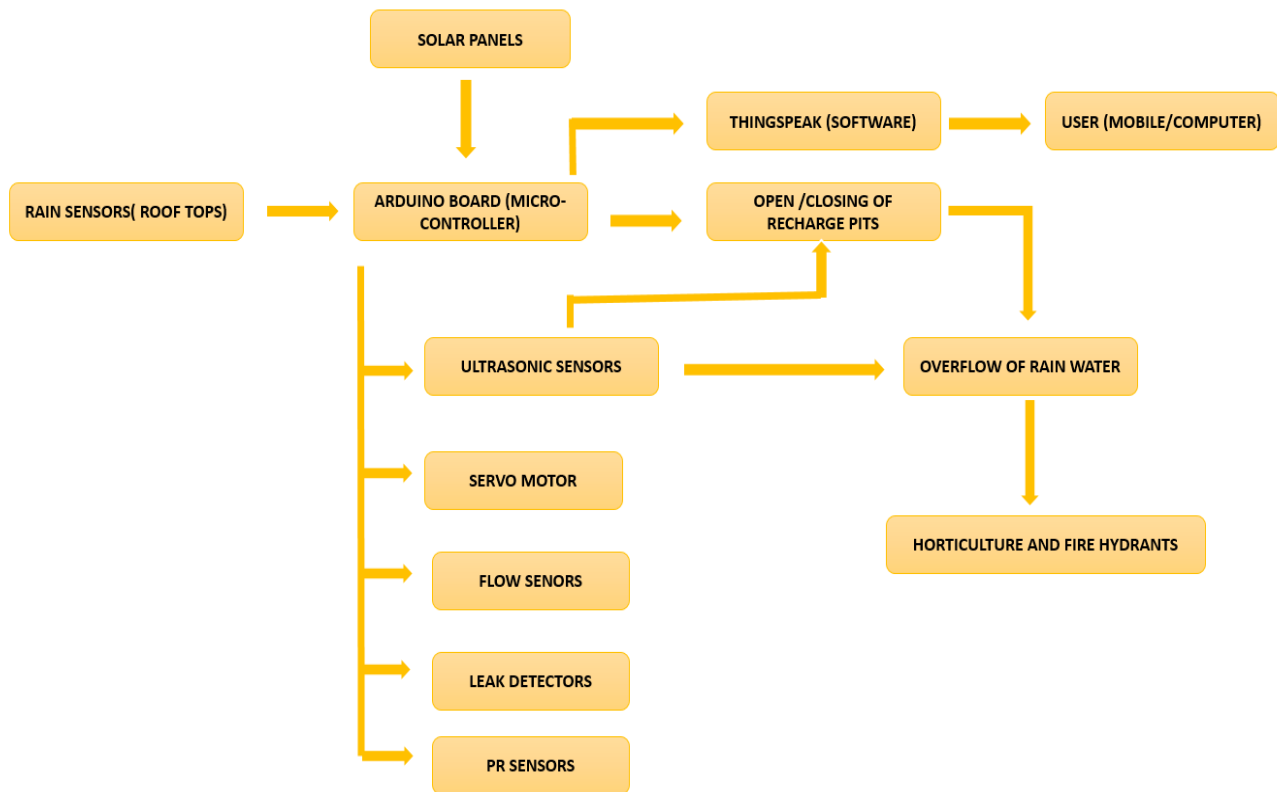 SOLAR PANELS
THINGSPEAK (SOFTWARE)
USER (MOBILE/COMPUTER)
RAIN SENSORS( ROOF TOPS)
ARDUINO BOARD (MICRO-
CONTROLLER)
OPEN /CLOSING OF
RECHARGE PITS
ULTRASONIC SENSORS
OVERFLOW OF RAIN WATER
SERVO MOTOR
HORTICULTURE AND FIRE HYDRANTS
FLOW SENORS
LEAK DETECTORS
PR SENSORS